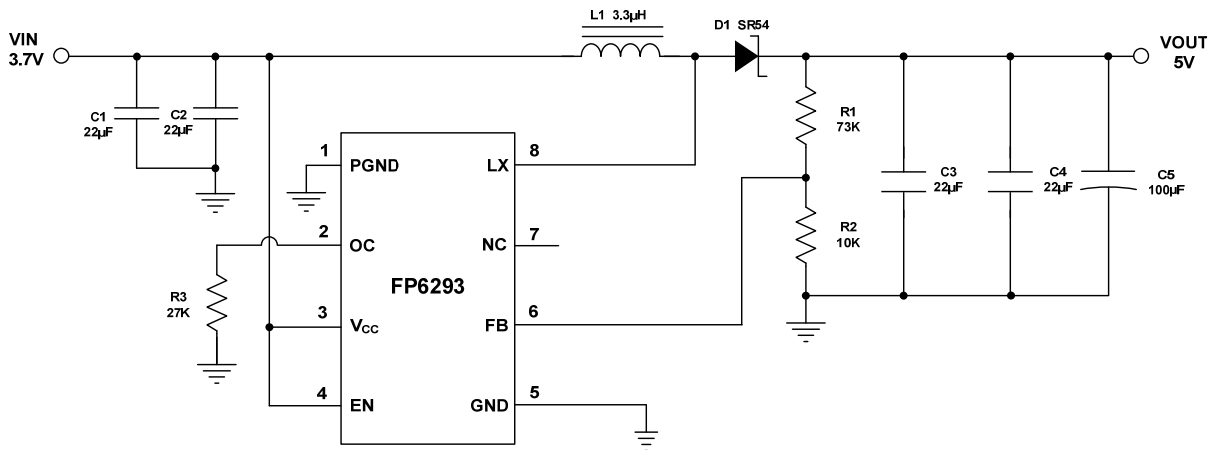 L1 3.3µH
D1 SR54
VIN
3.7V
VOUT
5V
C1
22µF
C2
22µF
R1
73K
1
PGND
LX
8
C3
22µF
C4
22µF
C5
100µF
2
OC
NC
7
R2
10K
FP6293
R3
27K
3
VCC
FB
6
4
EN
GND
5